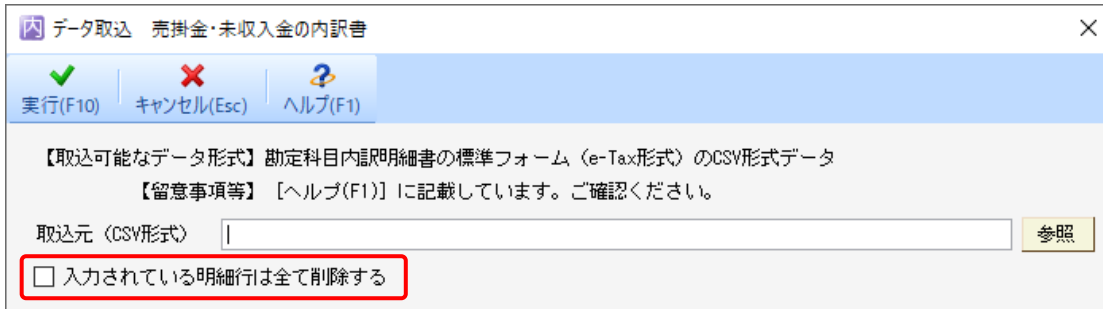 内 データ取込 売掛金・未収入金の内訳書
実行(F10) キャンセル(Esc) ヘルプ(F1)
【取込可能なデータ形式】勘定科目内訳明細書の標準フォーム（e-Tax形式）のCSV形式データ
【留意事項等】［ヘルプ(F1)］に記載しています。ご確認ください。
取込元（CSV形式） 参照
入力されている明細行は全て削除する